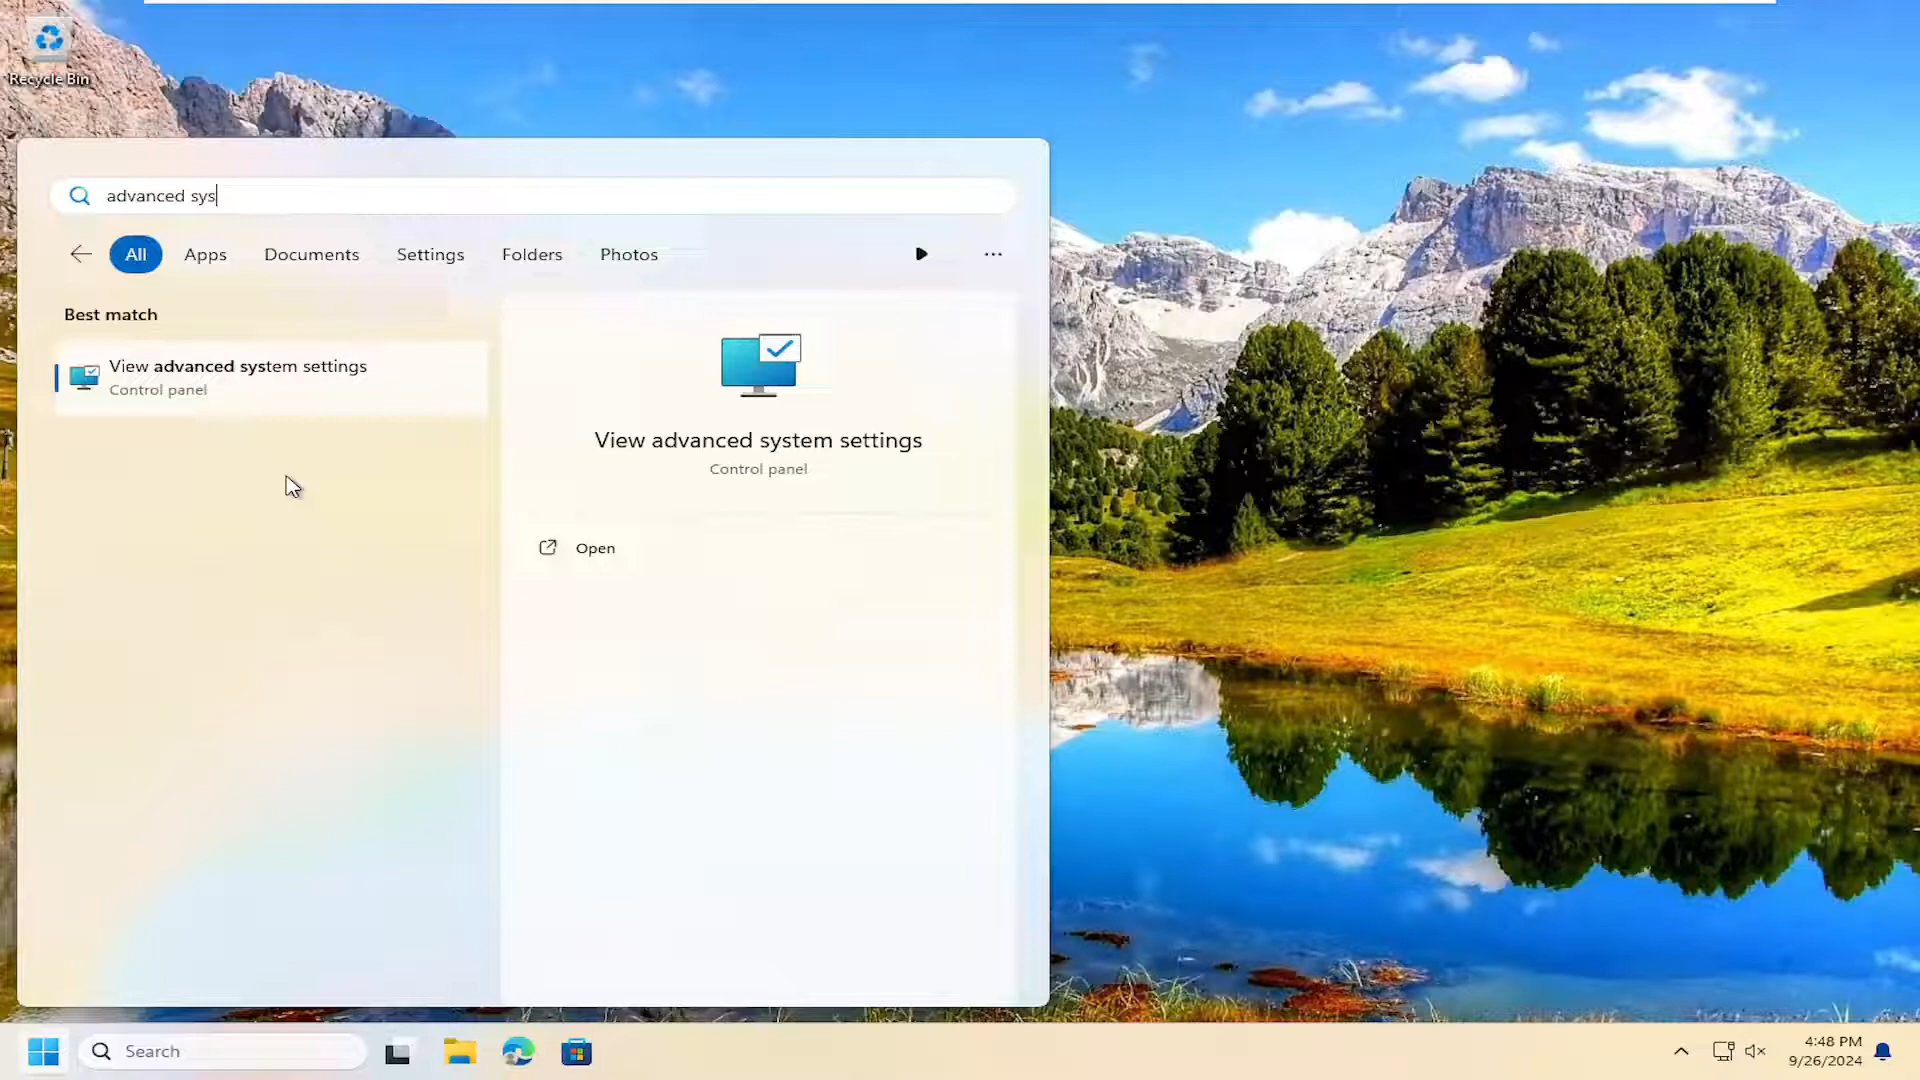 Recycle Bin
advanced sys
All Apps Documents Settings Folders Photos
Best match
View advanced system settings
Control panel
View advanced system settings
Control panel
Open
Search
4:48 PM
9/26/2024